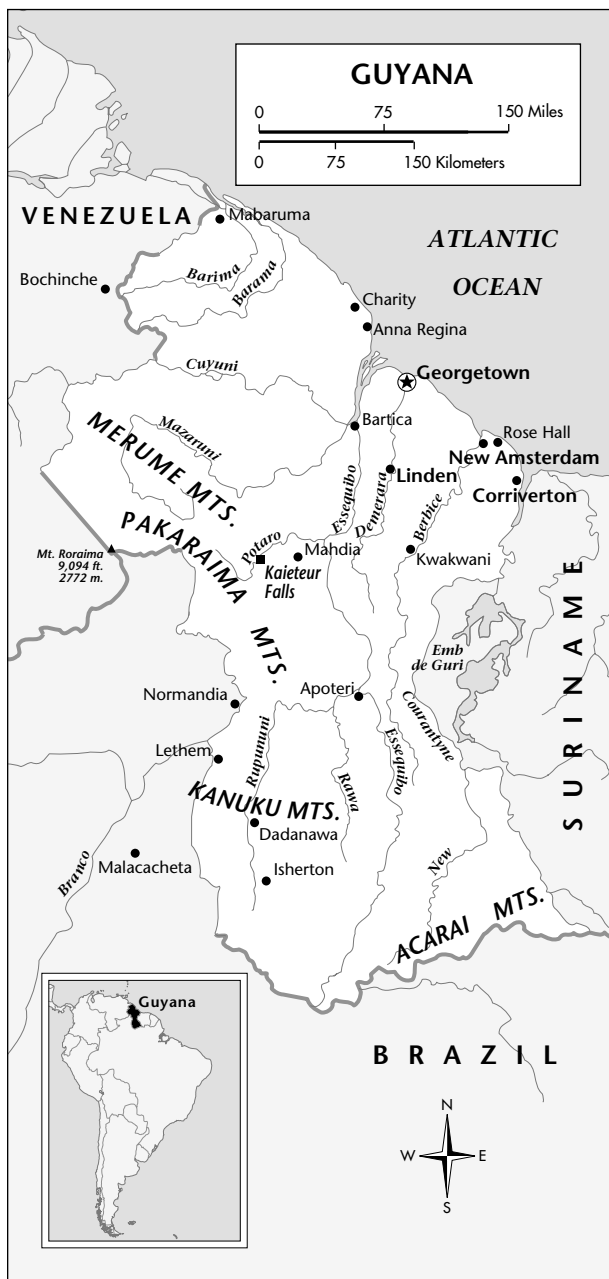 GUYANA
0 75 150 Miles
0 75 150 Kilometers
VENEZUELA
Mabaruma
ATLANTIC
OCEAN
Barima
Barama
Bochinche
Charity
Anna Regina
Cuyuni
Georgetown
Mazaruni
Bartica
Rose Hall
New Amsterdam
MERUME MTS.
Linden
Corriverton
Essequibo
Demerara
Berbice
PAKARAIMA MTS.
Potaro
Mahdia
Kwakwani
Mt. Roraima
9,094 ft.
2772 m.
Kaieteur
Falls
SURINAME
Emb
de Guri
Normandia
Apoteri
Courantyne
Lethem
Rupununi
Essequibo
Rawa
KANUKU MTS.
Dadanawa
Branco
Malacacheta
Isherton
New
ACARAI MTS.
Guyana
BRAZIL
N
W E
S